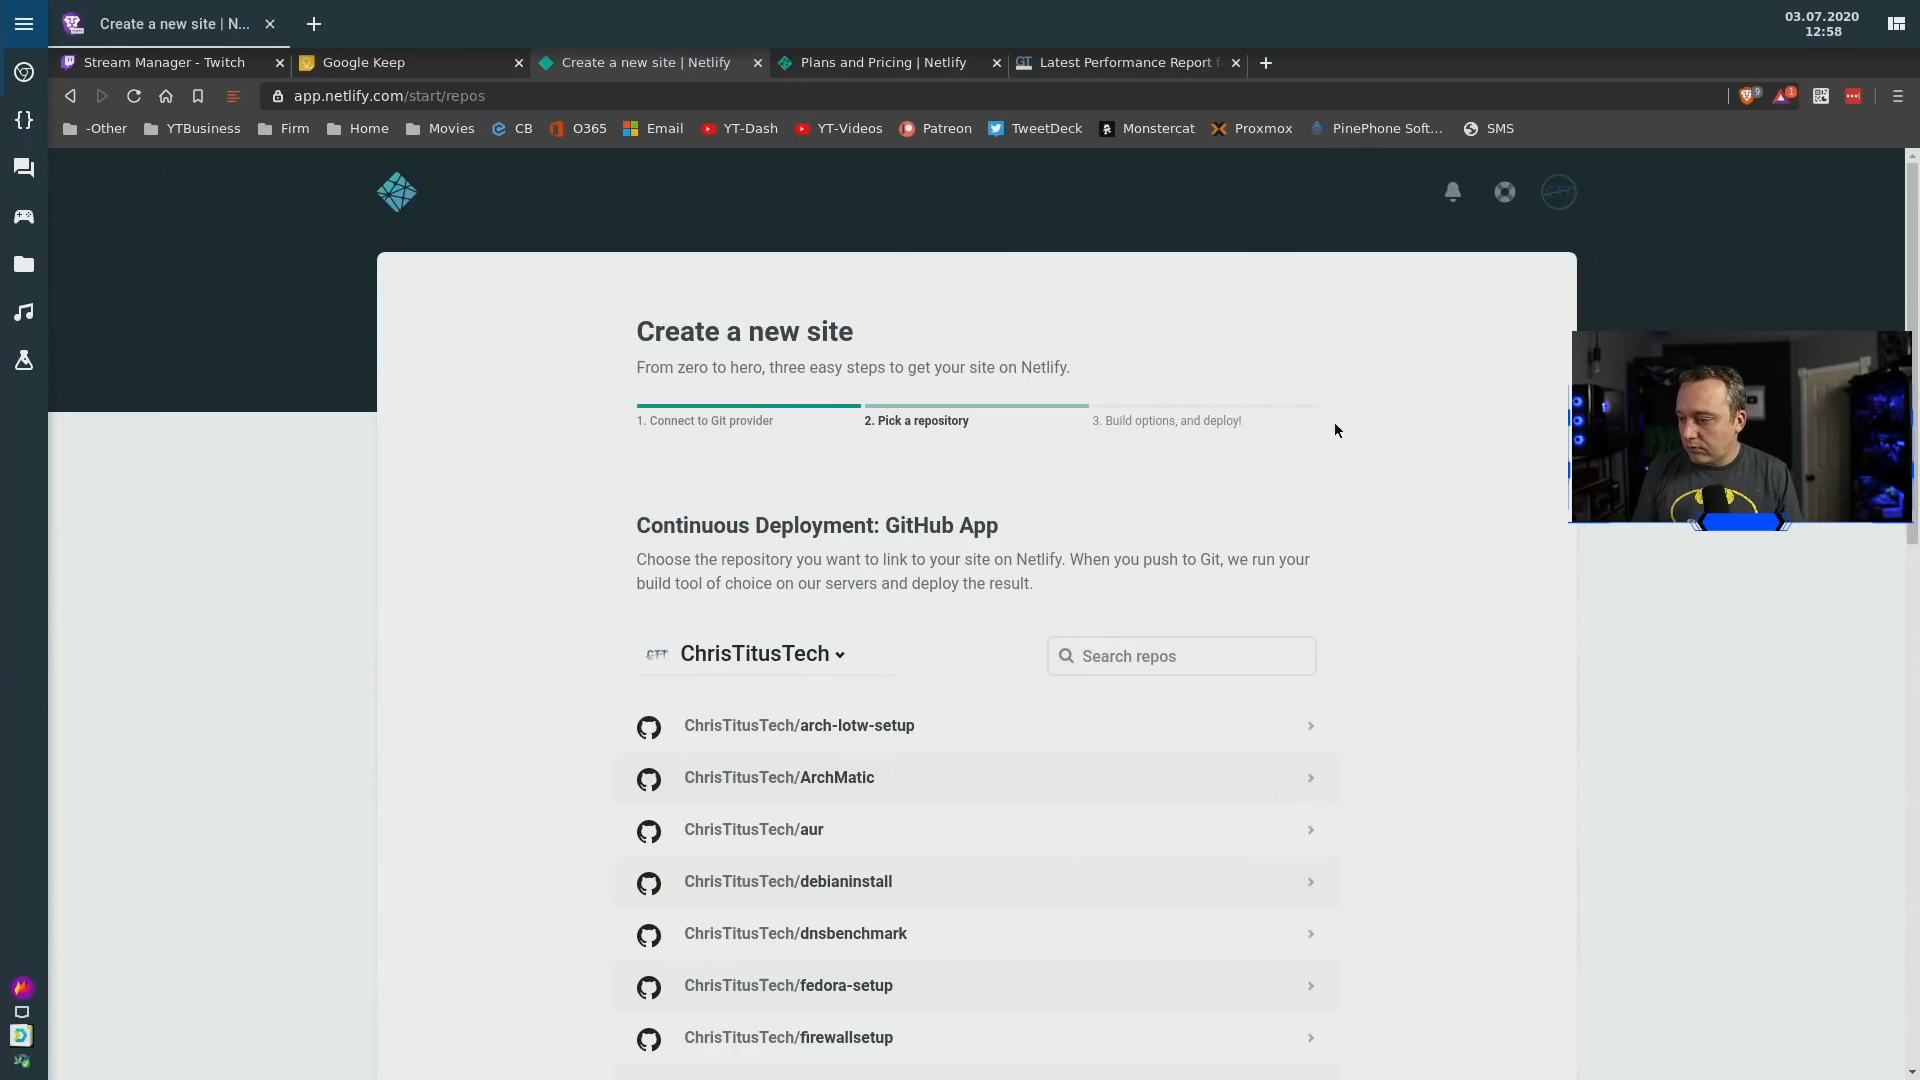 Create a new site | N...
03.07.2020
12:58
Stream Manager - Twitch
Google Keep
Create a new site | Netlify
Plans and Pricing | Netlify
Latest Performance Report f
app.netlify.com/start/repos
9
1
-Other
YTBusiness
Firm
Home
Movies
CB
O365
Email
YT-Dash
YT-Videos
Patreon
TweetDeck
Monstercat
Proxmox
PinePhone Soft...
SMS
Create a new site
From zero to hero, three easy steps to get your site on Netlify.
1. Connect to Git provider
2. Pick a repository
3. Build options, and deploy!
Continuous Deployment: GitHub App
Choose the repository you want to link to your site on Netlify. When you push to Git, we run your
build tool of choice on our servers and deploy the result.
CTT ChrisTitusTech
Search repos
ChrisTitusTech/arch-lotw-setup
ChrisTitusTech/ArchMatic
ChrisTitusTech/aur
ChrisTitusTech/debianinstall
ChrisTitusTech/dnsbenchmark
ChrisTitusTech/fedora-setup
ChrisTitusTech/firewallsetup